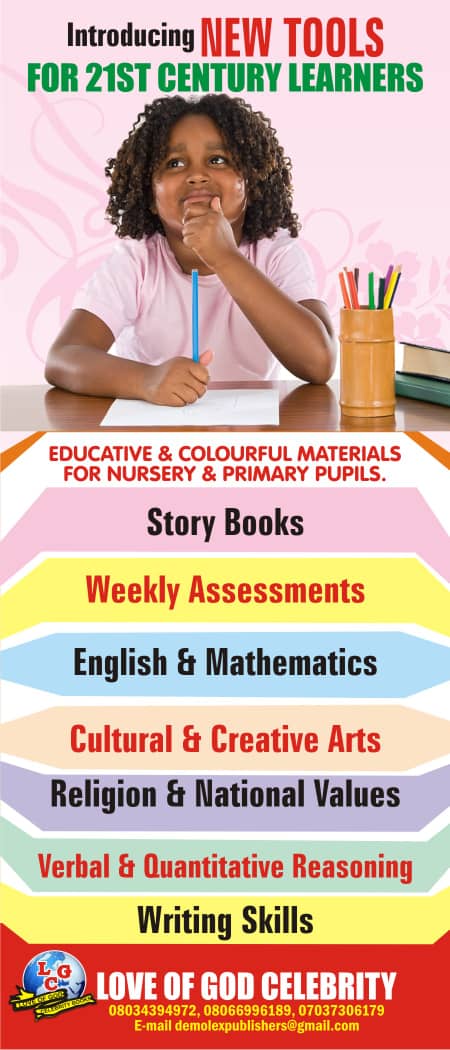 Introducing NEW TOOLS
FOR 21ST CENTURY LEARNERS
EDUCATIVE & COLOURFUL MATERIALS
FOR NURSERY & PRIMARY PUPILS.
Story Books
Weekly Assessments
English & Mathematics
Cultural & Creative Arts
Religion & National Values
Verbal & Quantitative Reasoning
Writing Skills
L G
C
LOVE OF GOD
CELEBRITY BOOKS
LOVE OF GOD CELEBRITY
08034394972, 08066996189, 07037306179
E-mail demolexpublishers@gmail.com